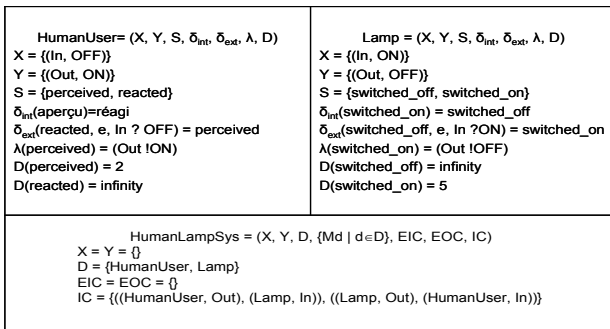 HumanUser= (X, Y, S, δint, δext, λ, D)
X = {(In, OFF)}
Y = {(Out, ON)}
S = {perceived, reacted}
δint(aperçu)=réagi
δext(reacted, e, In ? OFF) = perceived
λ(perceived) = (Out !ON)
D(perceived) = 2
D(reacted) = infinity
Lamp = (X, Y, S, δint, δext, λ, D)
X = {(In, ON)}
Y = {(Out, OFF)}
S = {switched_off, switched_on}
δint(switched_on) = switched_off
δext(switched_off, e, In ?ON) = switched_on
λ(switched_on) = (Out !OFF)
D(switched_off) = infinity
D(switched_on) = 5
HumanLampSys = (X, Y, D, {Md | d∈D}, EIC, EOC, IC)
X = Y = {}
D = {HumanUser, Lamp}
EIC = EOC = {}
IC = {((HumanUser, Out), (Lamp, In)), ((Lamp, Out), (HumanUser, In))}